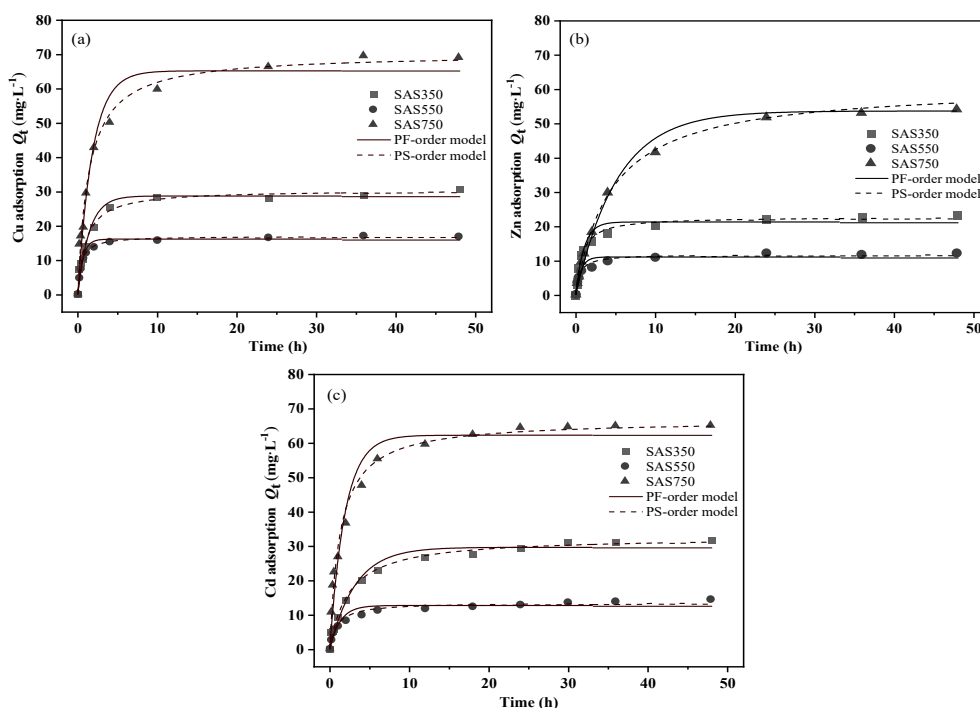 (a)
Cu adsorption Qt (mg·L-1)
80
70
60
50
40
30
20
10
0
SAS350
SAS550
SAS750
PF-order model
PS-order model
0 10 20 30 40 50
Time (h)
(b)
Zn adsorption Qt (mg·L-1)
80
70
60
50
40
30
20
10
0
SAS350
SAS550
SAS750
PF-order model
PS-order model
0 10 20 30 40 50
Time (h)
(c)
Cd adsorption Qt (mg·L-1)
80
70
60
50
40
30
20
10
0
SAS350
SAS550
SAS750
PF-order model
PS-order model
0 10 20 30 40 50
Time (h)